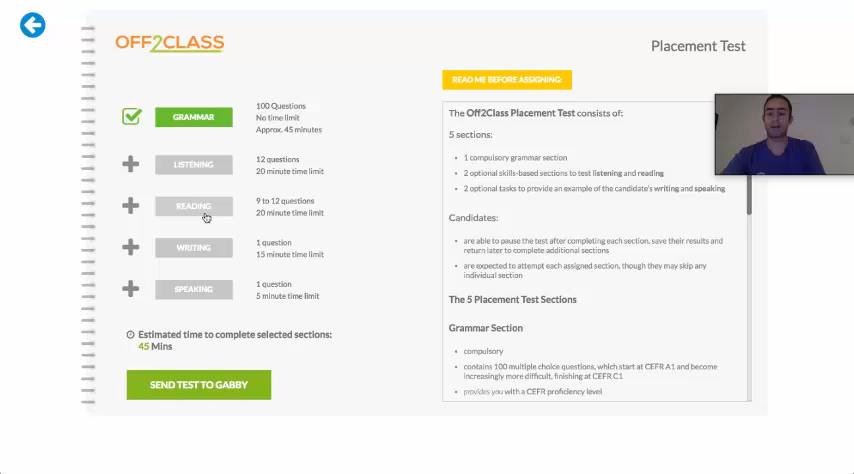 OFF2CLASS
Placement Test
READ ME BEFORE ASSIGNING:
GRAMMAR
100 Questions
No time limit
Approx. 45 minutes
LISTENING
12 questions
20 minute time limit
READING
9 to 12 questions
20 minute time limit
WRITING
1 question
15 minute time limit
SPEAKING
1 question
5 minute time limit
Estimated time to complete selected sections:
45 Mins
SEND TEST TO GABBY
The Off2Class Placement Test consists of:
5 sections:
• 1 compulsory grammar section
• 2 optional skills-based sections to test listening and reading
• 2 optional tasks to provide an example of the candidate's writing and speaking
Candidates:
• are able to pause the test after completing each section, save their results and
return later to complete additional sections
• are expected to attempt each assigned section, though they may skip any
individual section
The 5 Placement Test Sections
Grammar Section
• compulsory
• contains 100 multiple choice questions, which start at CEFR A1 and become
increasingly more difficult, finishing at CEFR C1
• provides you with a CEFR proficiency level